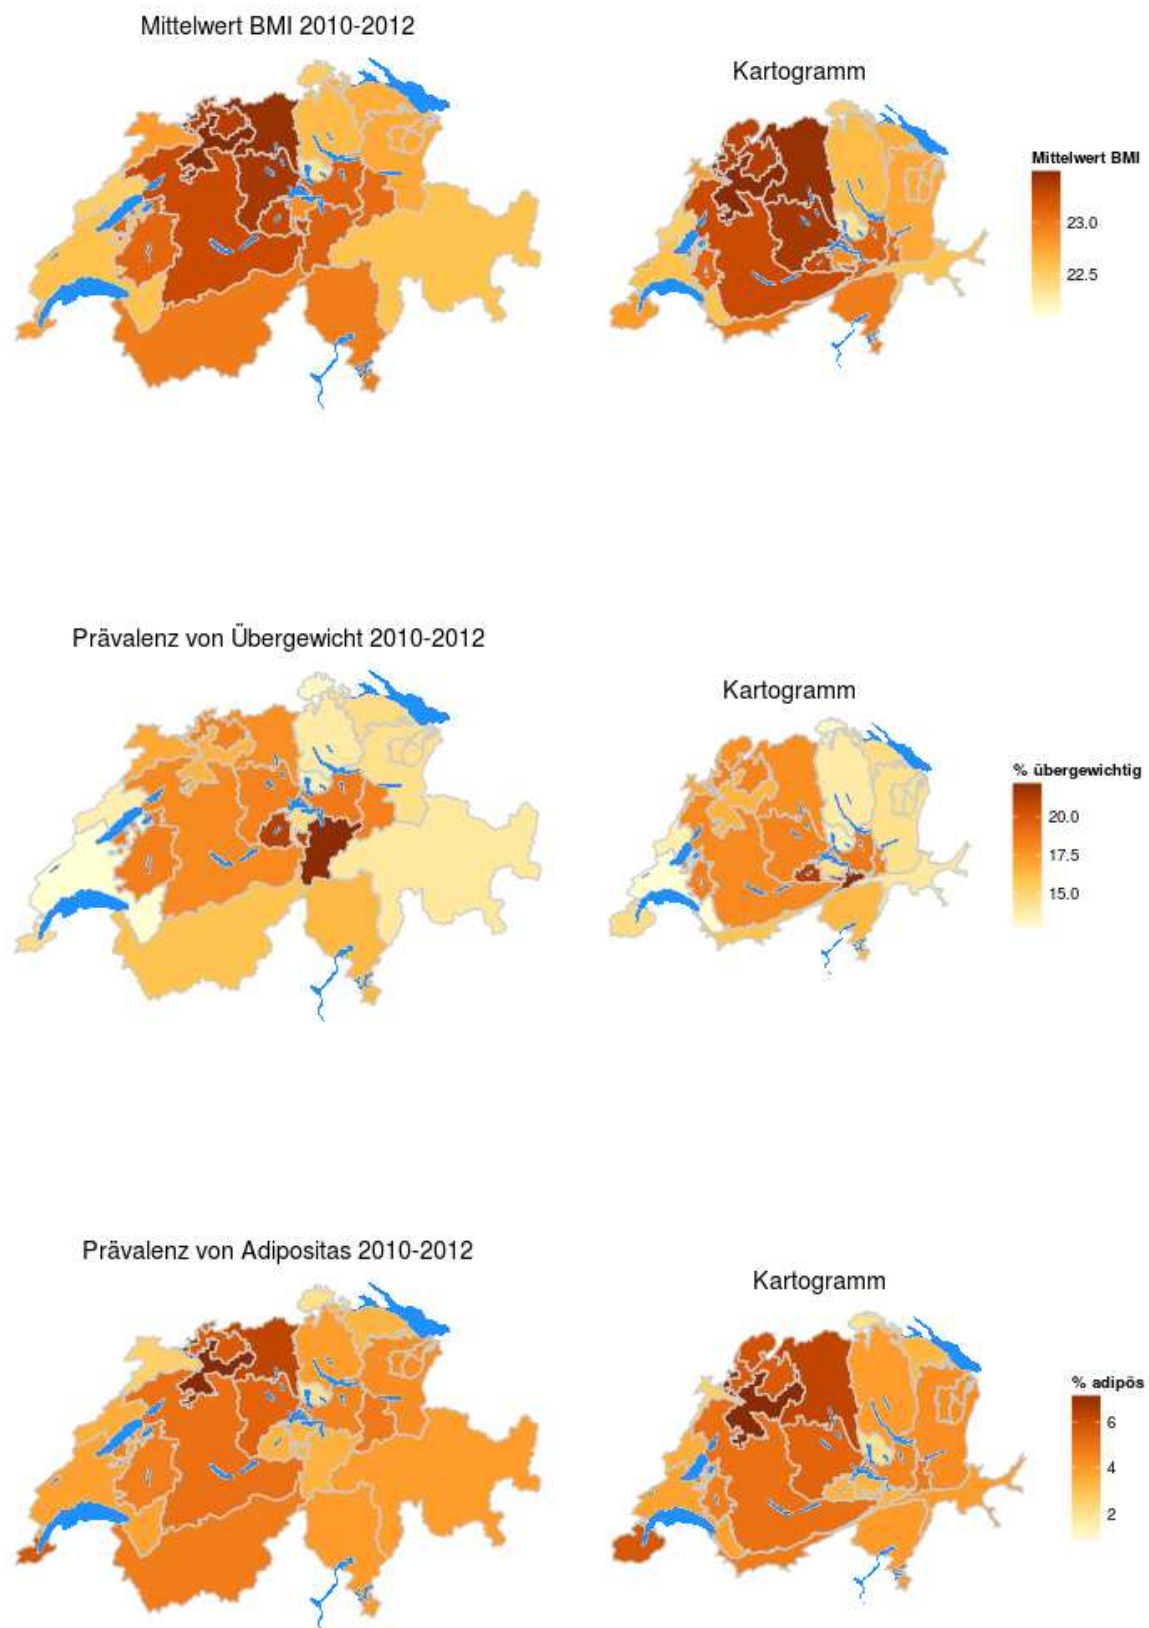 Mittelwert BMI 2010-2012
Kartogramm
Mittelwert BMI
23.0
22.5
Prävalenz von Übergewicht 2010-2012
Kartogramm
% übergewichtig
20.0
17.5
15.0
Prävalenz von Adipositas 2010-2012
Kartogramm
% adipös
6
4
2